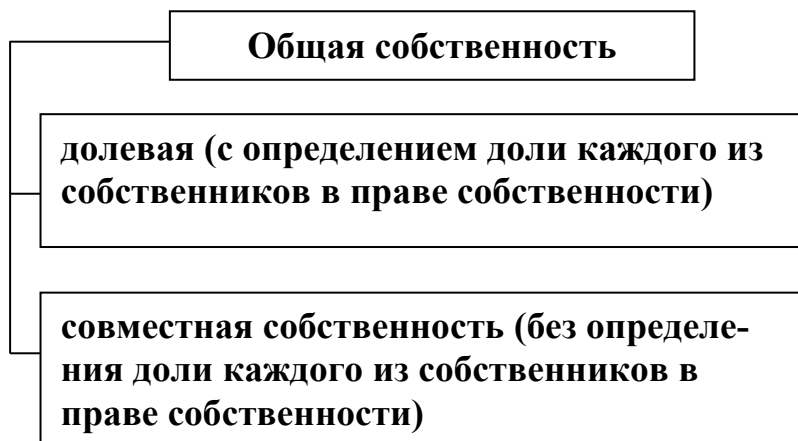 Общая собственность
долевая (с определением доли каждого из
собственников в праве собственности)
совместная собственность (без определе-
ния доли каждого из собственников в
праве собственности)